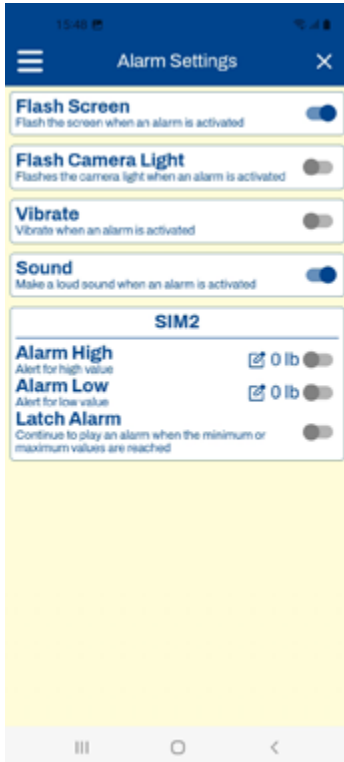 15:46
Alarm Settings
Flash Screen
Flash the screen when an alarm is activated
Flash Camera Light
Flashes the camera light when an alarm is activated
Vibrate
Vibrate when an alarm is activated
Sound
Make a loud sound when an alarm is activated
SIM2
Alarm High
0 lb
Alert for high value
Alarm Low
0 lb
Alert for low value
Latch Alarm
Continue to play an alarm when the minimum or
maximum values are reached